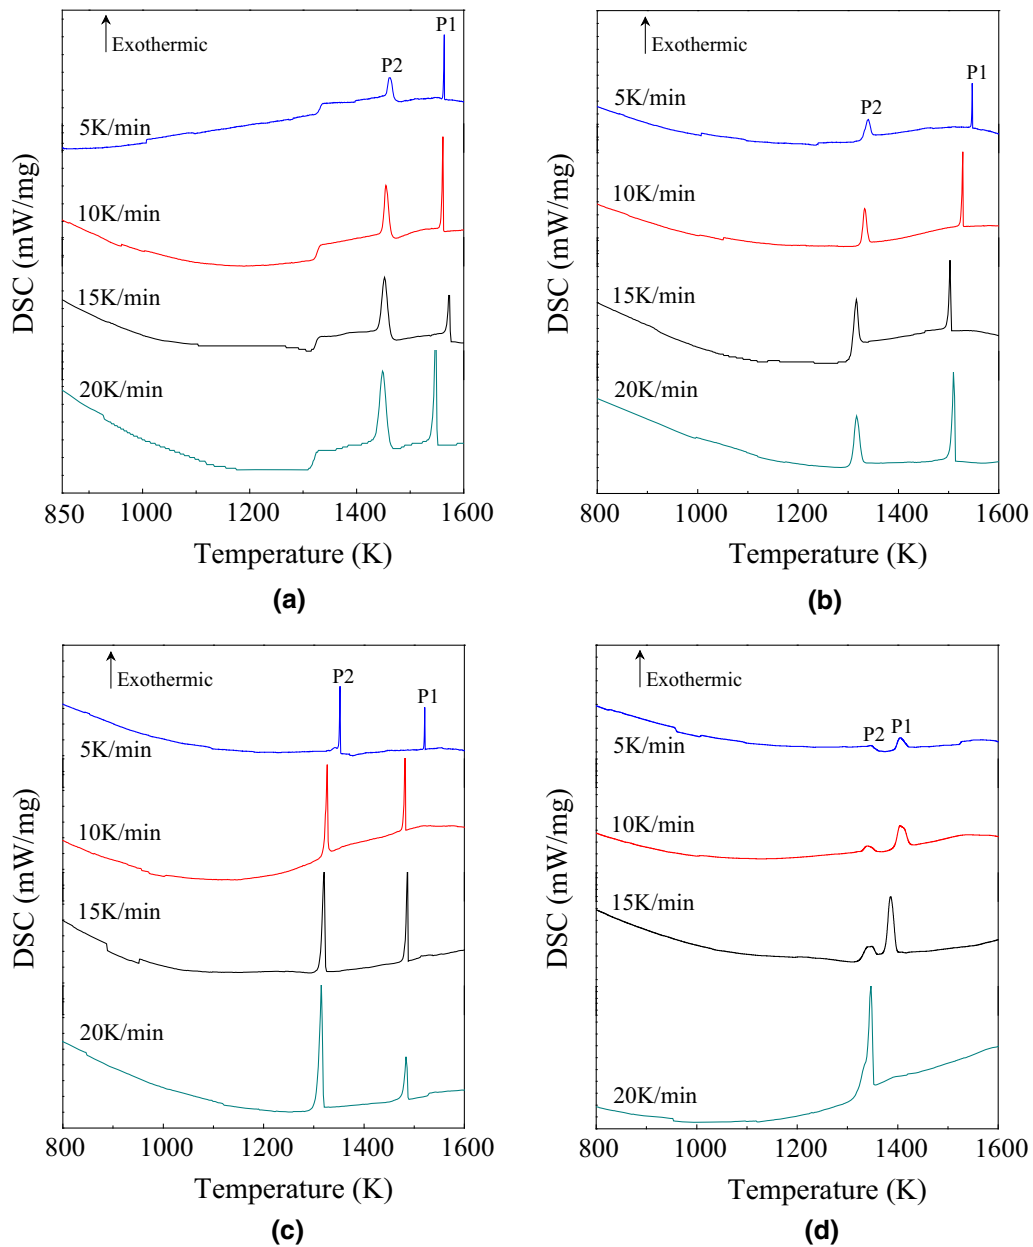 Exothermic
P1
P2
5K/min
10K/min
15K/min
20K/min
DSC (mW/mg)
850 1000 1200 1400 1600
Temperature (K)
(a)
Exothermic
P1
P2
5K/min
10K/min
15K/min
20K/min
DSC (mW/mg)
800 1000 1200 1400 1600
Temperature (K)
(b)
Exothermic
P2
P1
5K/min
10K/min
15K/min
20K/min
DSC (mW/mg)
800 1000 1200 1400 1600
Temperature (K)
(c)
Exothermic
P2 P1
5K/min
10K/min
15K/min
20K/min
DSC (mW/mg)
800 1000 1200 1400 1600
Temperature (K)
(d)